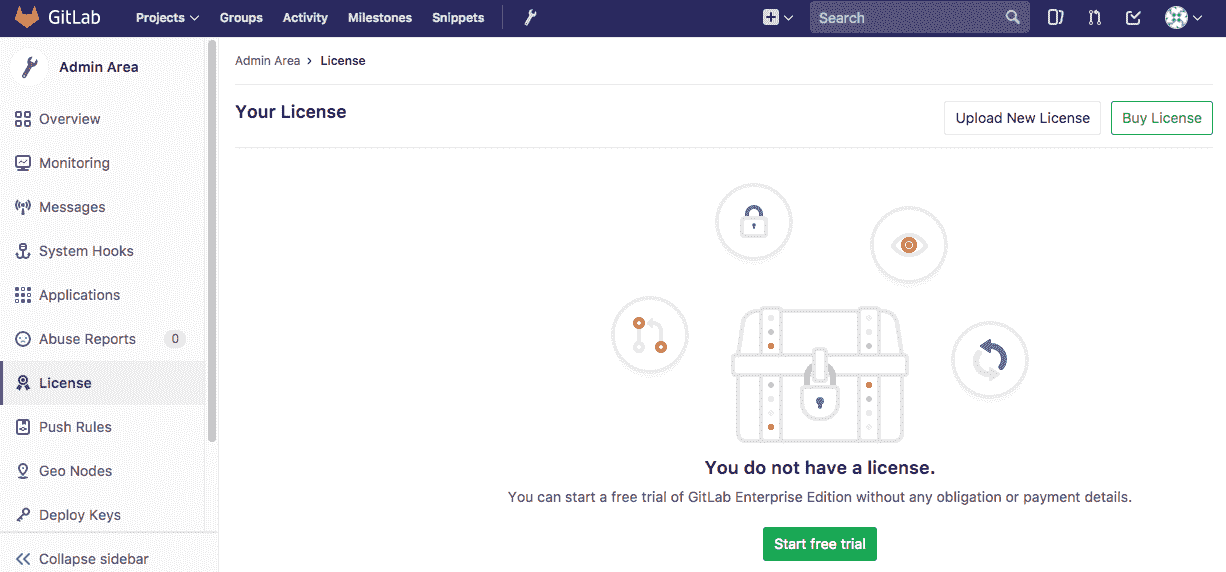 GitLab Projects Groups Activity Milestones Snippets Search
Admin Area
Overview
Monitoring
Messages
System Hooks
Applications
Abuse Reports 0
License
Push Rules
Geo Nodes
Deploy Keys
Collapse sidebar
Admin Area › License
Your License
Upload New License Buy License
You do not have a license.
You can start a free trial of GitLab Enterprise Edition without any obligation or payment details.
Start free trial